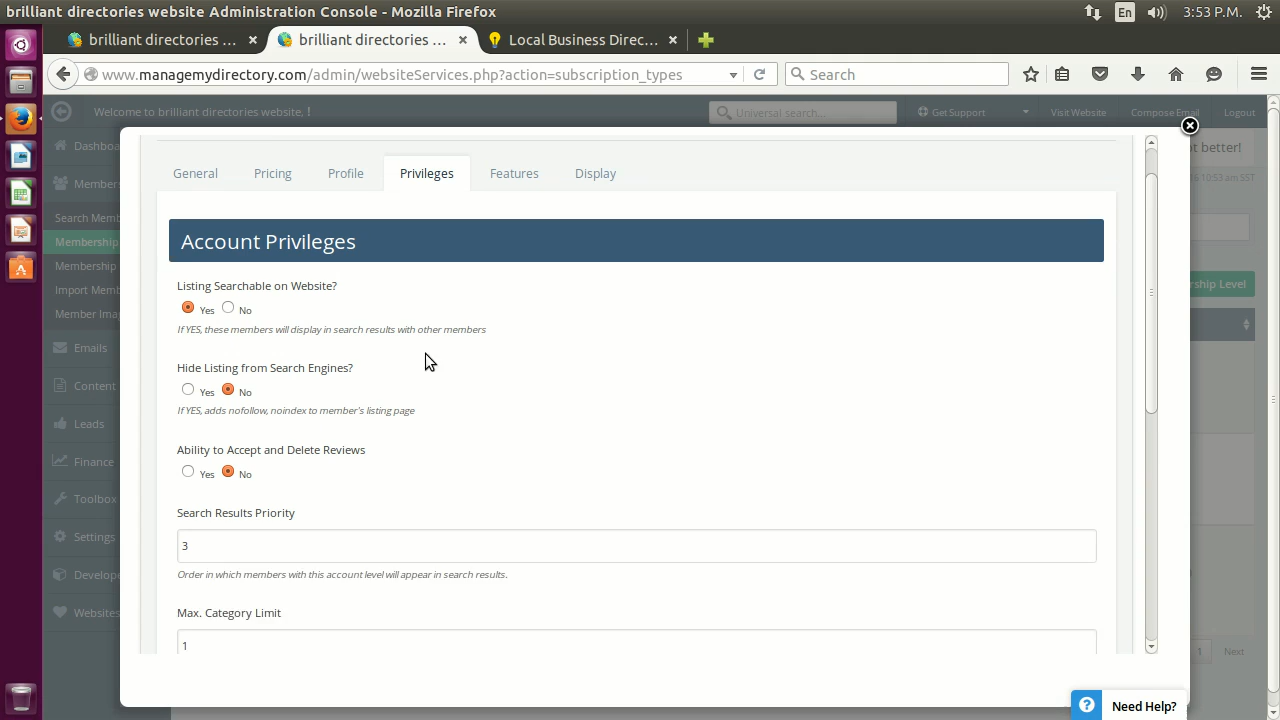 brilliant directories website Administration Console - Mozilla Firefox
En
3:53 P.M.
brilliant directories ...
brilliant directories ...
Local Business Direc...
www.managemydirectory.com/admin/websiteServices.php?action=subscription_types
Search
Welcome to brilliant directories website, !
Universal search...
Get Support
Visit Website
Compose Email
Logout
Dashboa
Members
Search Memb
Membership
Membership
Import Memb
Member Imag
Emails
Content
Leads
Finance
Toolbox
Settings
Develope
Websites
t better!
10:53 am SST
rship Level
1
Next
General
Pricing
Profile
Privileges
Features
Display
Account Privileges
Listing Searchable on Website?
Yes No
If YES, these members will display in search results with other members
Hide Listing from Search Engines?
Yes No
If YES, adds nofollow, noindex to member's listing page
Ability to Accept and Delete Reviews
Yes No
Search Results Priority
3
Order in which members with this account level will appear in search results.
Max. Category Limit
1
Need Help?